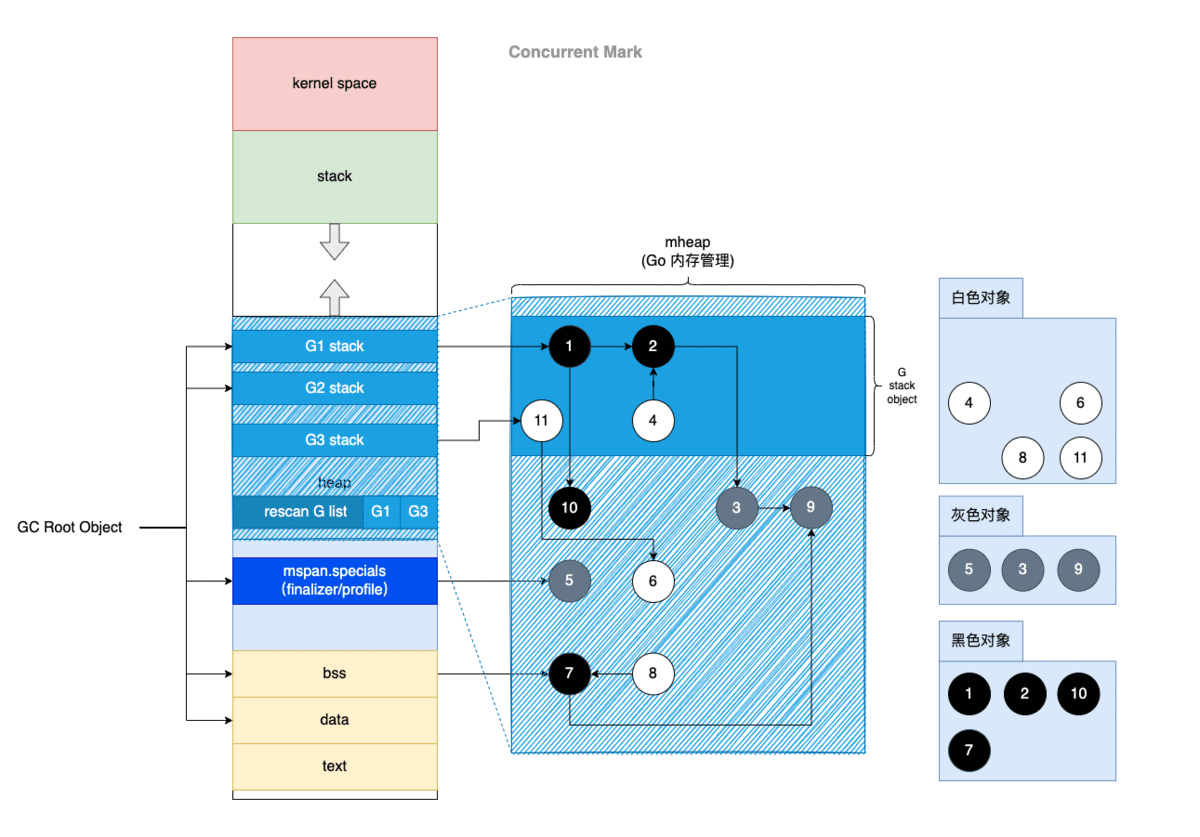 Concurrent Mark
kernel space
stack
mheap
(Go 内存管理)
G1 stack
G2 stack
G3 stack
heap
rescan G list
G1
G3
GC Root Object
mspan.specials
(finalizer/profile)
bss
data
text
1
2
11
4
10
3
9
5
6
7
8
G
stack
object
白色对象
4
6
8
11
灰色对象
5
3
9
黑色对象
1
2
10
7